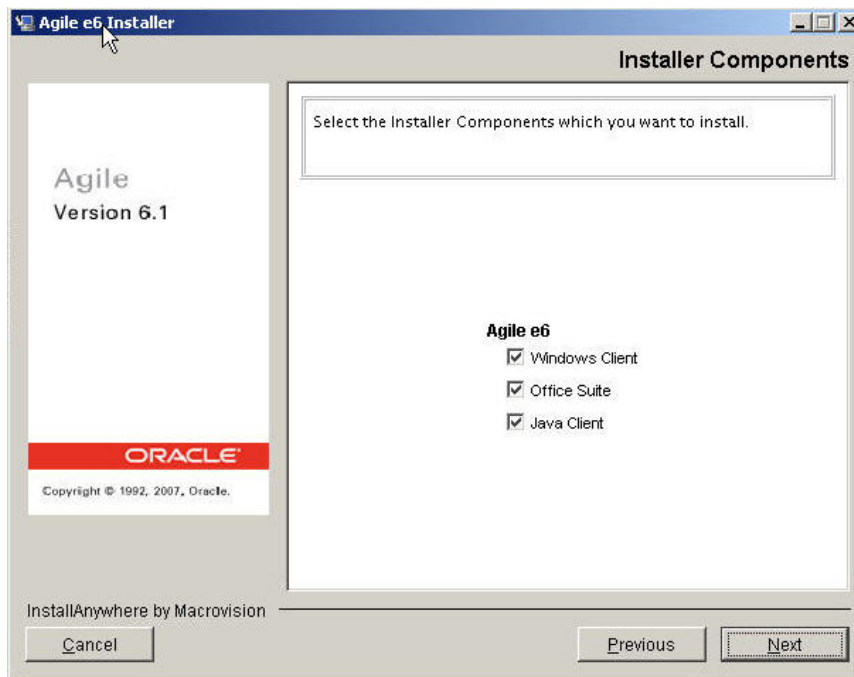 Agile e6 Installer
Installer Components
Select the Installer Components which you want to install.
Agile
Version 6.1
Agile e6
Windows Client
Office Suite
Java Client
ORACLE
Copyright © 1992, 2007, Oracle.
InstallAnywhere by Macrovision
Cancel
Previous
Next